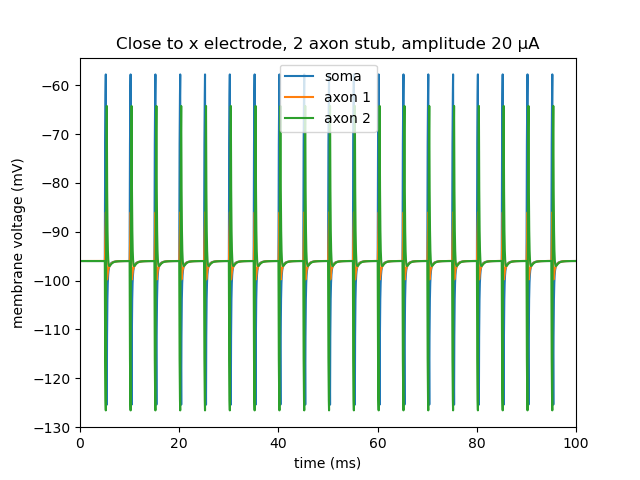 Close to x electrode, 2 axon stub, amplitude 20 μA
soma
axon 1
axon 2
membrane voltage (mV)
−60
−70
−80
−90
−100
−110
−120
−130
0 20 40 60 80 100
time (ms)